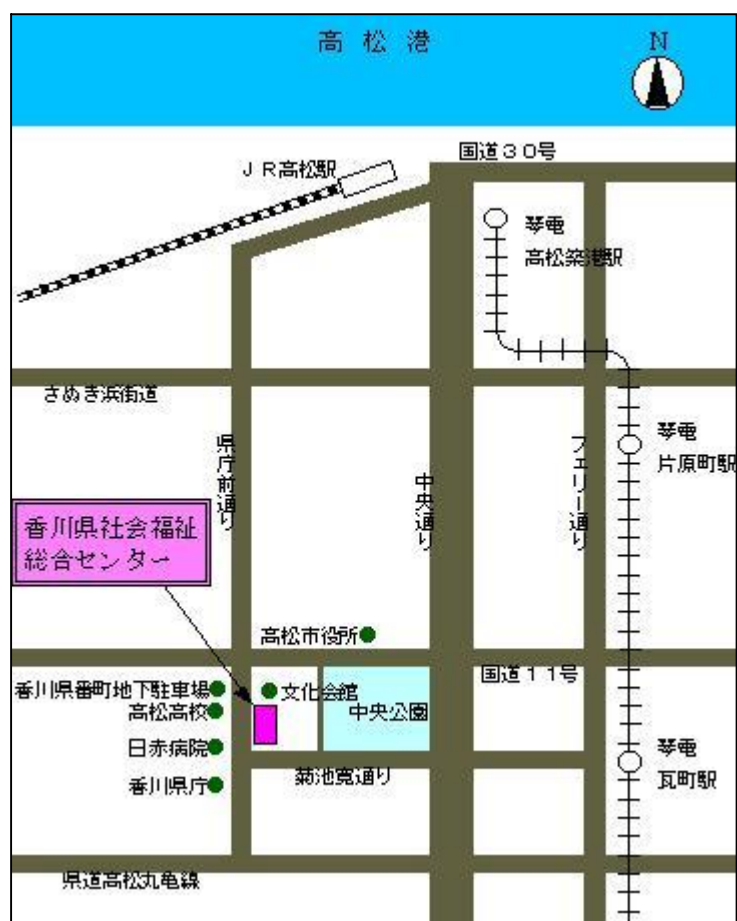 高松港
N
国道30号
JR高松駅
琴電
高松築港駅
さぬき浜街道
県庁前通り
中央通り
フェリー通り
琴電
片原町駅
香川県社会福祉
総合センター
高松市役所
国道11号
香川県番町地下駐車場
文化会館
高松高校
中央公園
日赤病院
琴電
瓦町駅
菊池寛通り
香川県庁
県道高松丸亀線